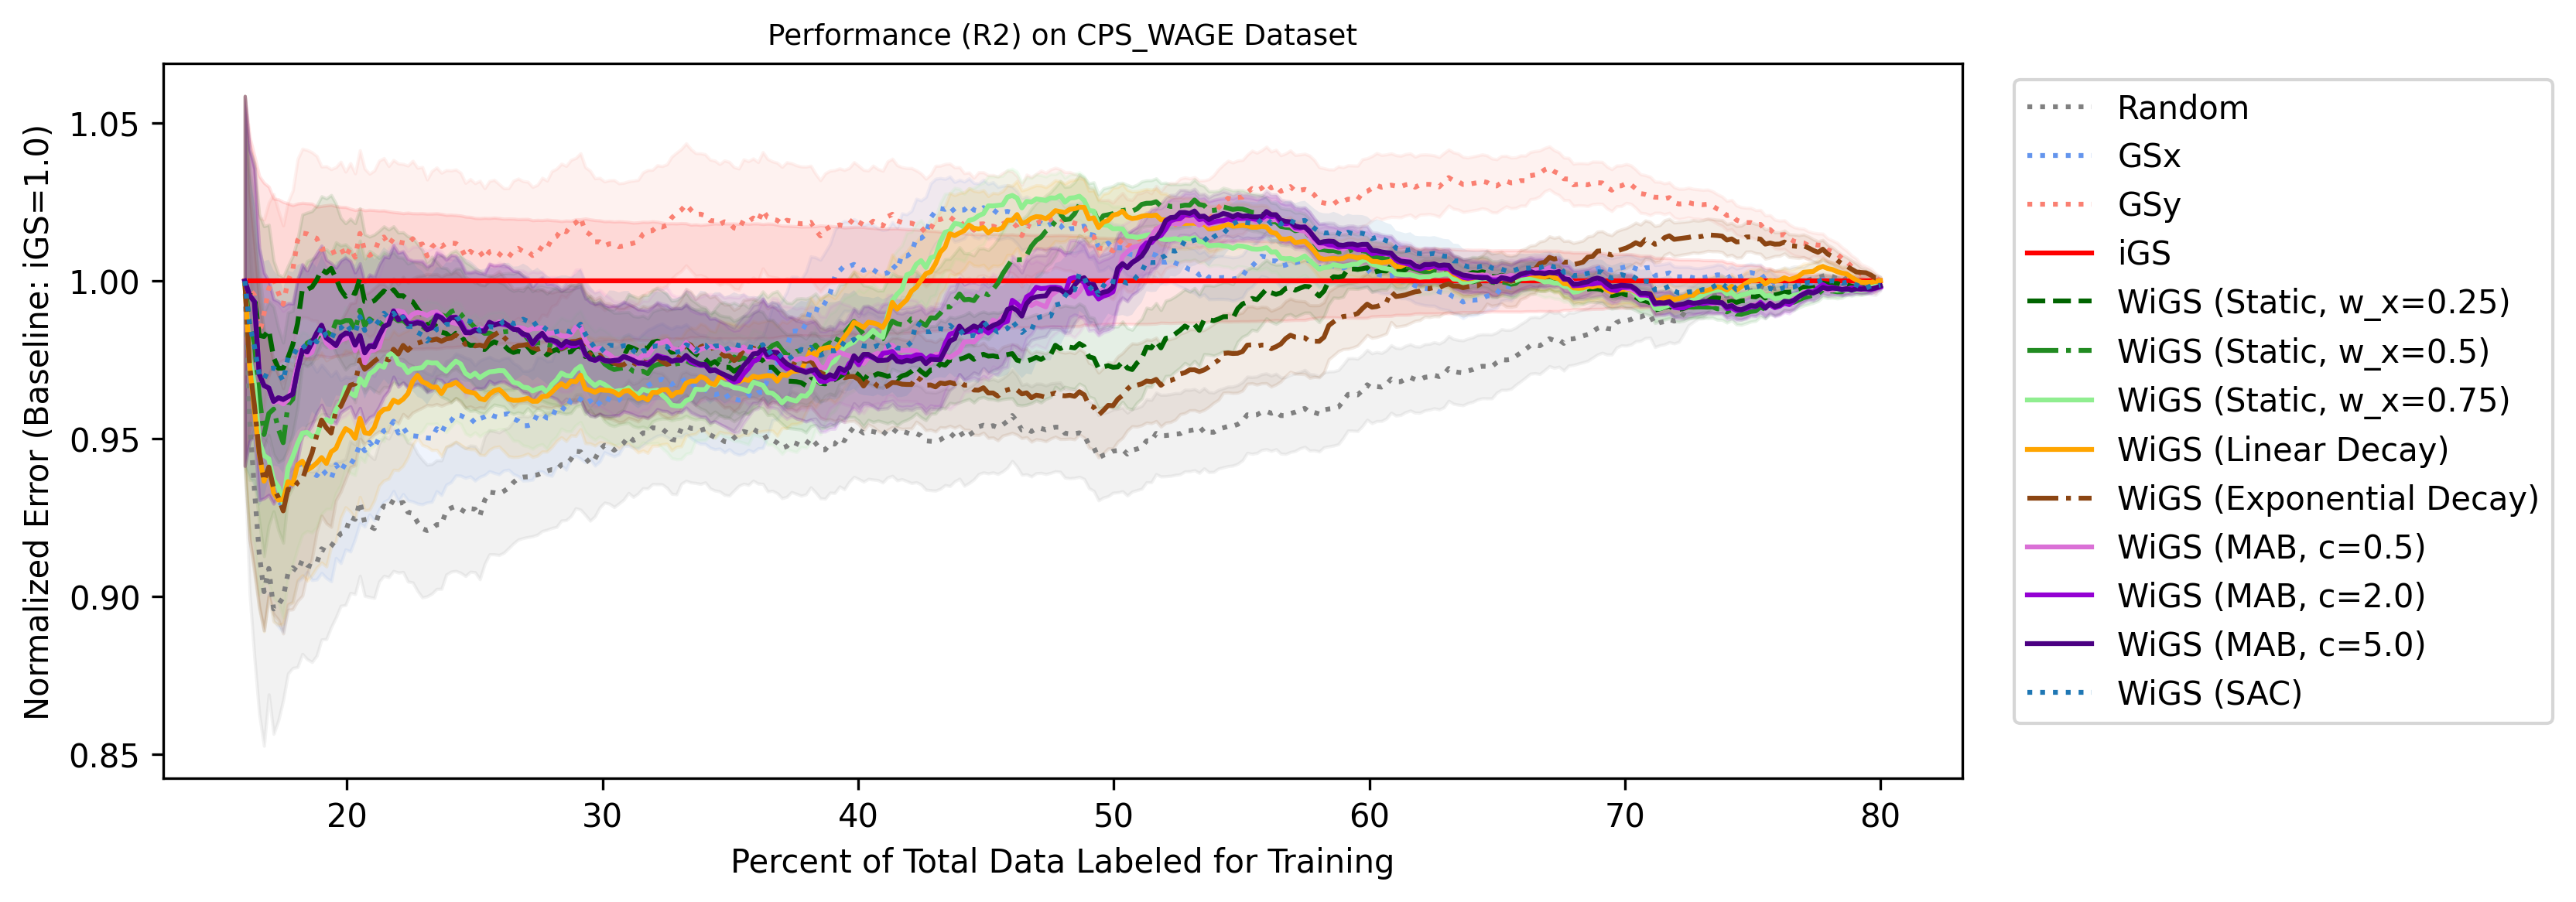 Performance (R2) on CPS_WAGE Dataset
Normalized Error (Baseline: iGS=1.0)
1.05
1.00
0.95
0.90
0.85
20
30
40
50
60
70
80
Percent of Total Data Labeled for Training
Random
GSx
GSy
iGS
WiGS (Static, w_x=0.25)
WiGS (Static, w_x=0.5)
WiGS (Static, w_x=0.75)
WiGS (Linear Decay)
WiGS (Exponential Decay)
WiGS (MAB, c=0.5)
WiGS (MAB, c=2.0)
WiGS (MAB, c=5.0)
WiGS (SAC)